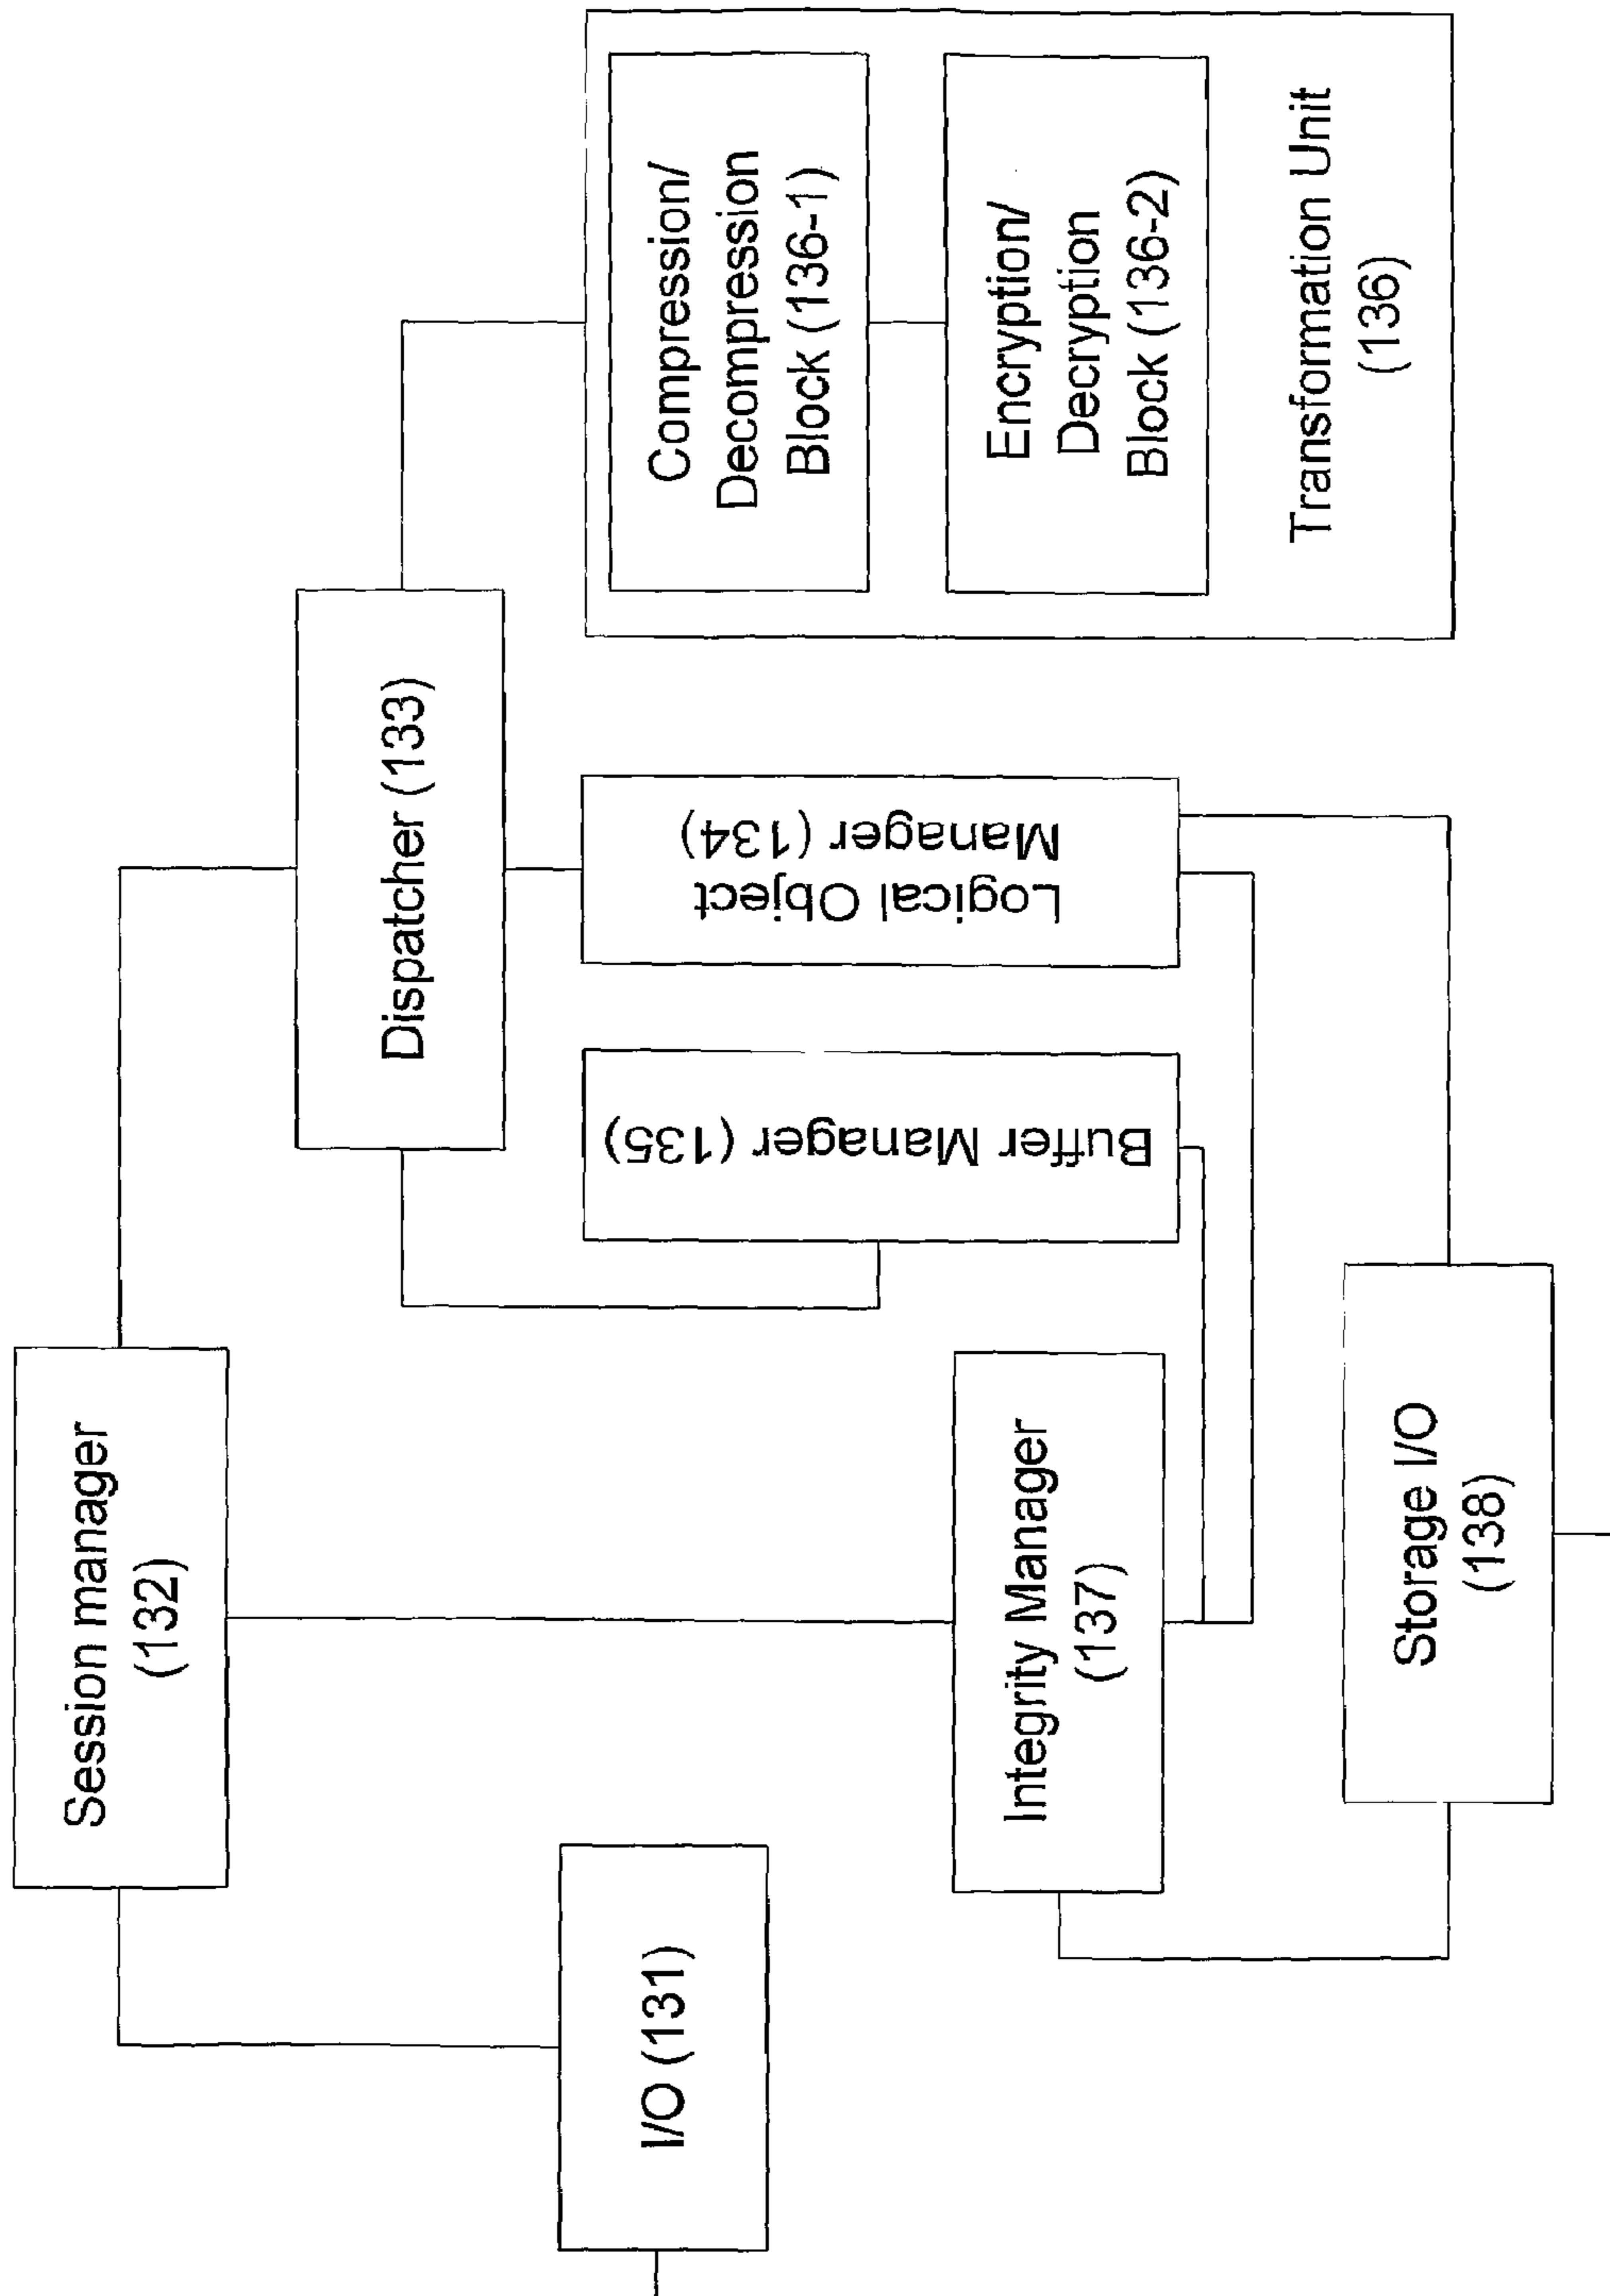 Session manager
(132)
I/O (131)
Dispatcher (133)
Integrity Manager
(137)
Buffer Manager (135)
Logical Object
Manager (134)
Storage I/O
(138)
Compression/
Decompression
Block (136-1)
Encryption/
Decryption
Block (136-2)
Transformation Unit
(136)